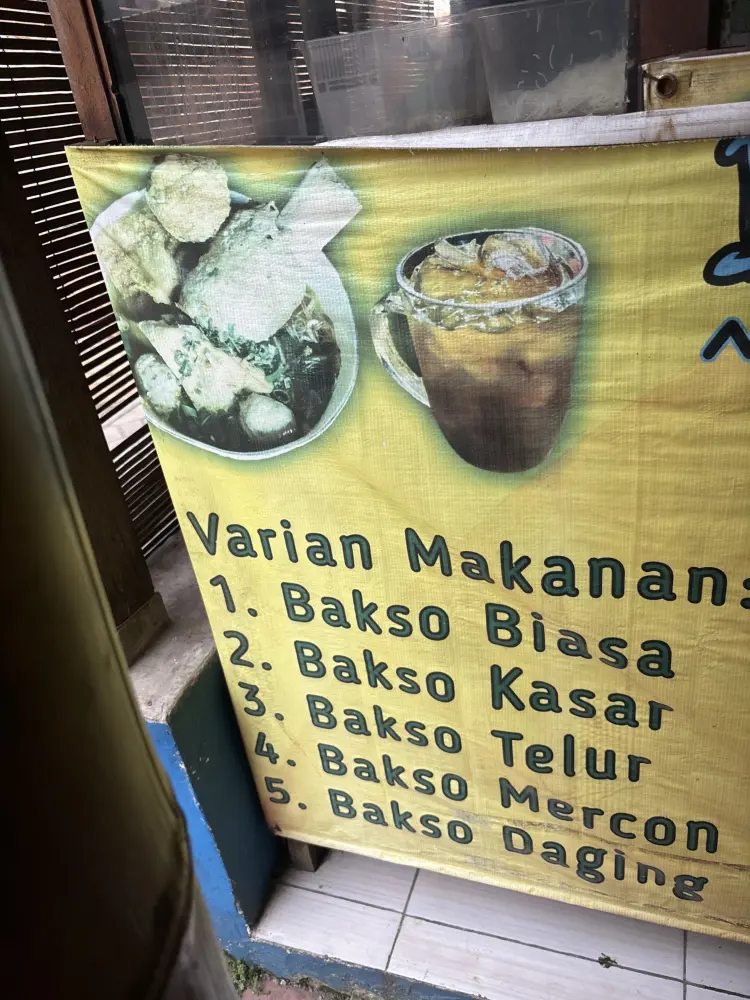 Varian Makanan:
1. Bakso Biasa
2. Bakso Kasar
3. Bakso Telur
4. Bakso Mercon
5. Bakso Daging